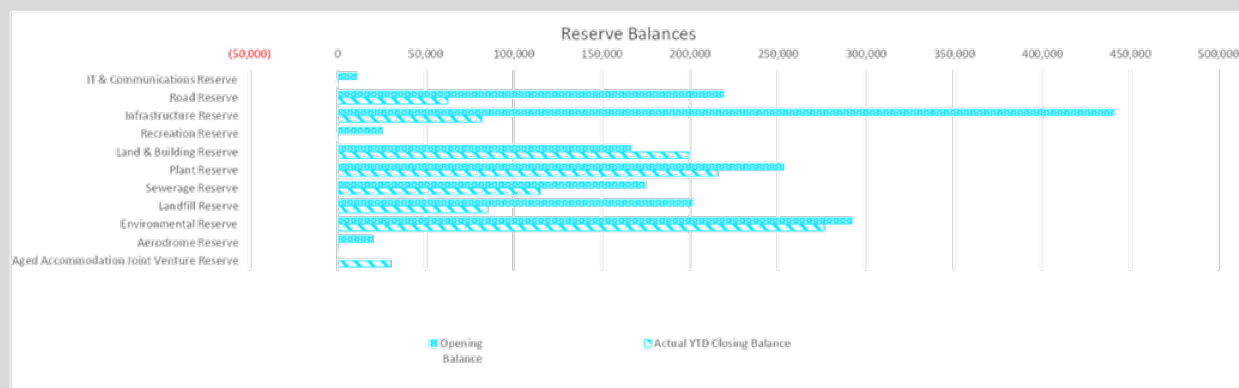 Reserve Balances
(50,000) 0 50,000 100,000 150,000 200,000 250,000 300,000 350,000 400,000 450,000 500,000
IT & Communications Reserve
Road Reserve
Infrastructure Reserve
Recreation Reserve
Land & Building Reserve
Plant Reserve
Sewerage Reserve
Landfill Reserve
Environmental Reserve
Aerodrome Reserve
Aged Accommodation Joint Venture Reserve
Opening Actual YTD Closing Balance
Balance